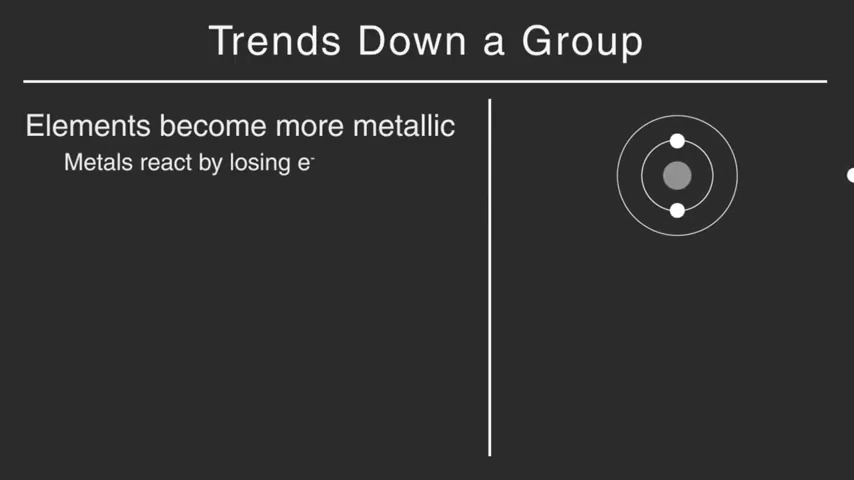 Trends Down a Group
Elements become more metallic
Metals react by losing e⁻